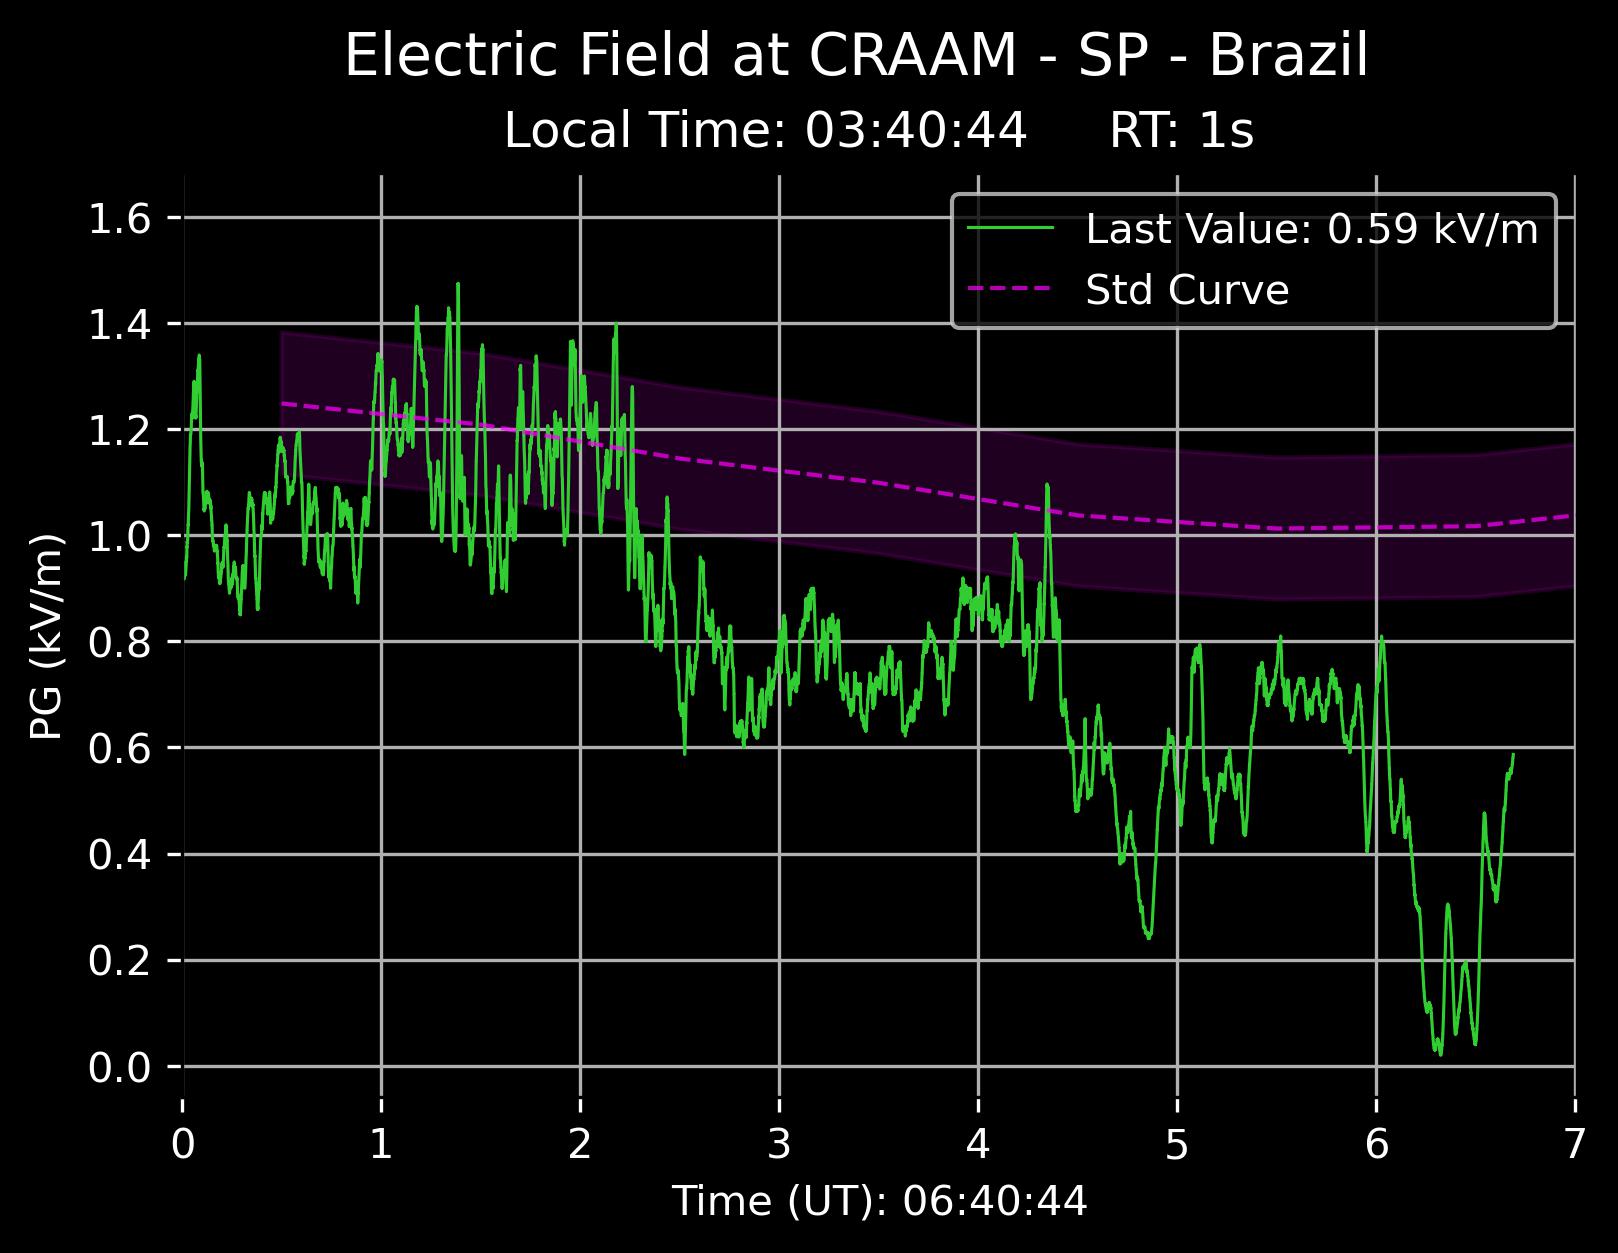 Electric Field at CRAAM - SP - Brazil
Local Time: 03:40:44 RT: 1s
Last Value: 0.59 kV/m
Std Curve
PG (kV/m)
1.6
1.4
1.2
1.0
0.8
0.6
0.4
0.2
0.0
0 1 2 3 4 5 6 7
Time (UT): 06:40:44